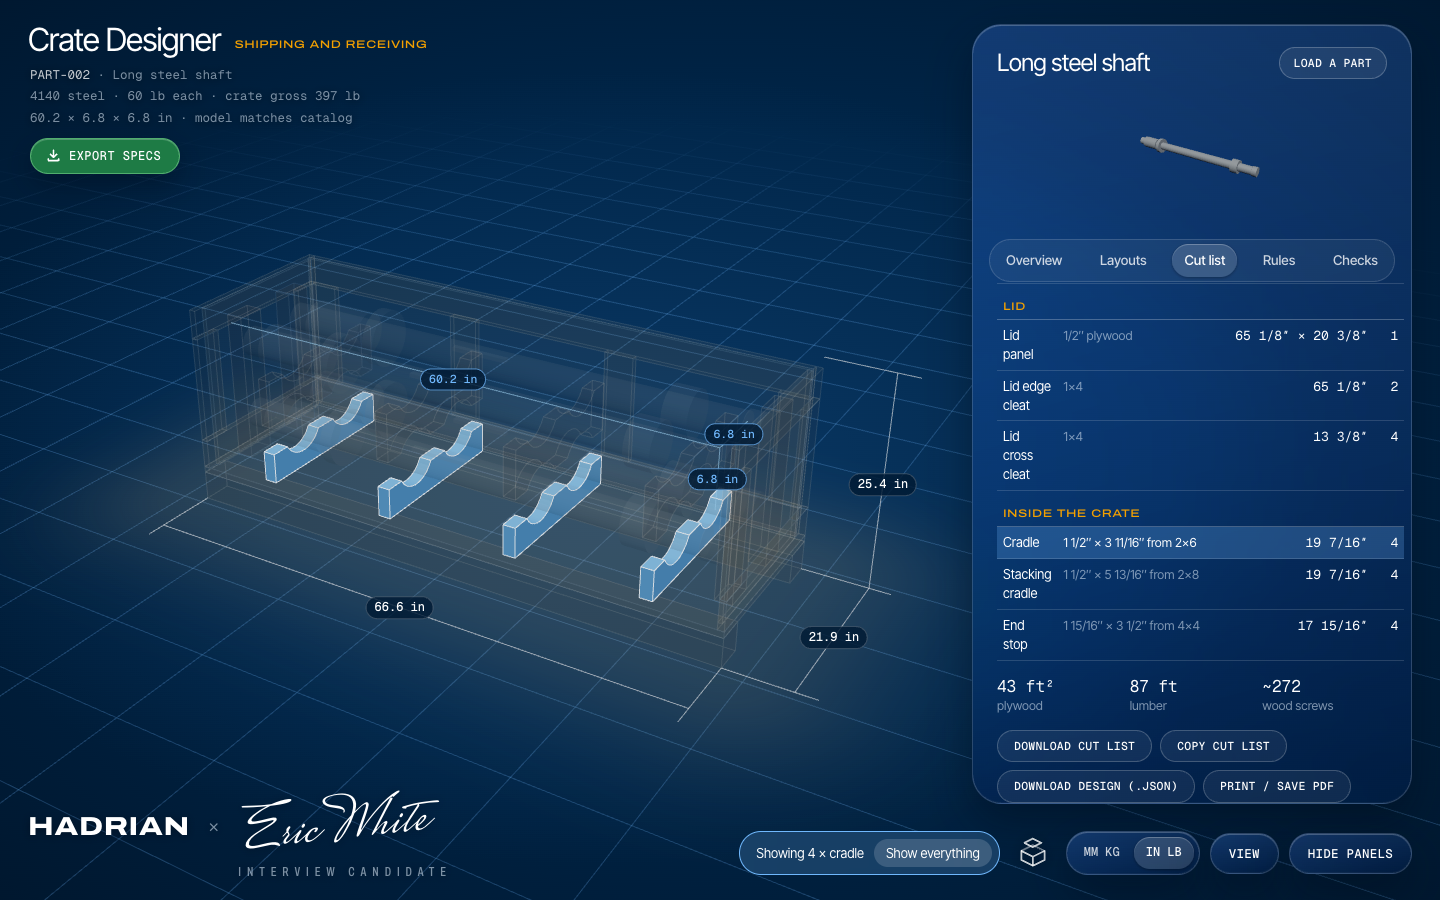 Crate Designer SHIPPING AND RECEIVING
PART-002 · Long steel shaft
4140 steel · 60 lb each · crate gross 397 lb
60.2 × 6.8 × 6.8 in · model matches catalog
EXPORT SPECS
60.2 in
6.8 in
6.8 in
25.4 in
66.6 in
21.9 in
HADRIAN × Eric White
INTERVIEW CANDIDATE
Long steel shaft LOAD A PART
Overview Layouts Cut list Rules Checks
LID
Lid panel 1/2″ plywood 65 1/8″ × 20 3/8″ 1
Lid edge cleat 1×4 65 1/8″ 2
Lid cross cleat 1×4 13 3/8″ 4
INSIDE THE CRATE
Cradle 1 1/2″ × 3 11/16″ from 2×6 19 7/16″ 4
Stacking cradle 1 1/2″ × 5 13/16″ from 2×8 19 7/16″ 4
End stop 1 15/16″ × 3 1/2″ from 4×4 17 15/16″ 4
43 ft² 87 ft ~272
plywood lumber wood screws
DOWNLOAD CUT LIST COPY CUT LIST
DOWNLOAD DESIGN (.JSON) PRINT / SAVE PDF
Showing 4 × cradle Show everything MM KG IN LB VIEW HIDE PANELS